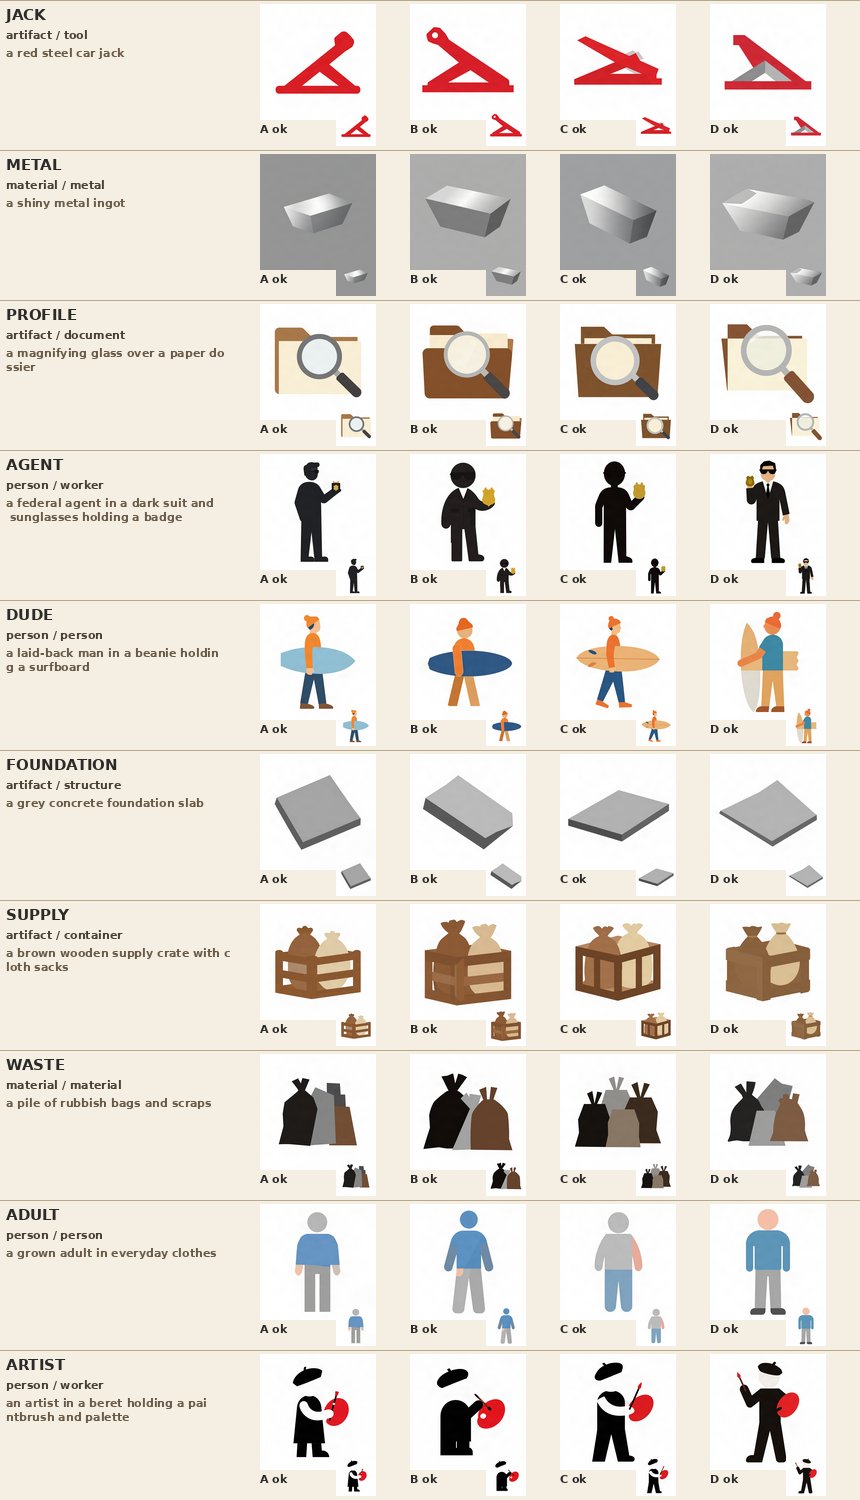 JACK
artifact / tool
a red steel car jack
A ok
B ok
C ok
D ok
METAL
material / metal
a shiny metal ingot
A ok
B ok
C ok
D ok
PROFILE
artifact / document
a magnifying glass over a paper do
ssier
A ok
B ok
C ok
D ok
AGENT
person / worker
a federal agent in a dark suit and
sunglasses holding a badge
A ok
B ok
C ok
D ok
DUDE
person / person
a laid-back man in a beanie holdin
g a surfboard
A ok
B ok
C ok
D ok
FOUNDATION
artifact / structure
a grey concrete foundation slab
A ok
B ok
C ok
D ok
SUPPLY
artifact / container
a brown wooden supply crate with c
loth sacks
A ok
B ok
C ok
D ok
WASTE
material / material
a pile of rubbish bags and scraps
A ok
B ok
C ok
D ok
ADULT
person / person
a grown adult in everyday clothes
A ok
B ok
C ok
D ok
ARTIST
person / worker
an artist in a beret holding a pai
ntbrush and palette
A ok
B ok
C ok
D ok